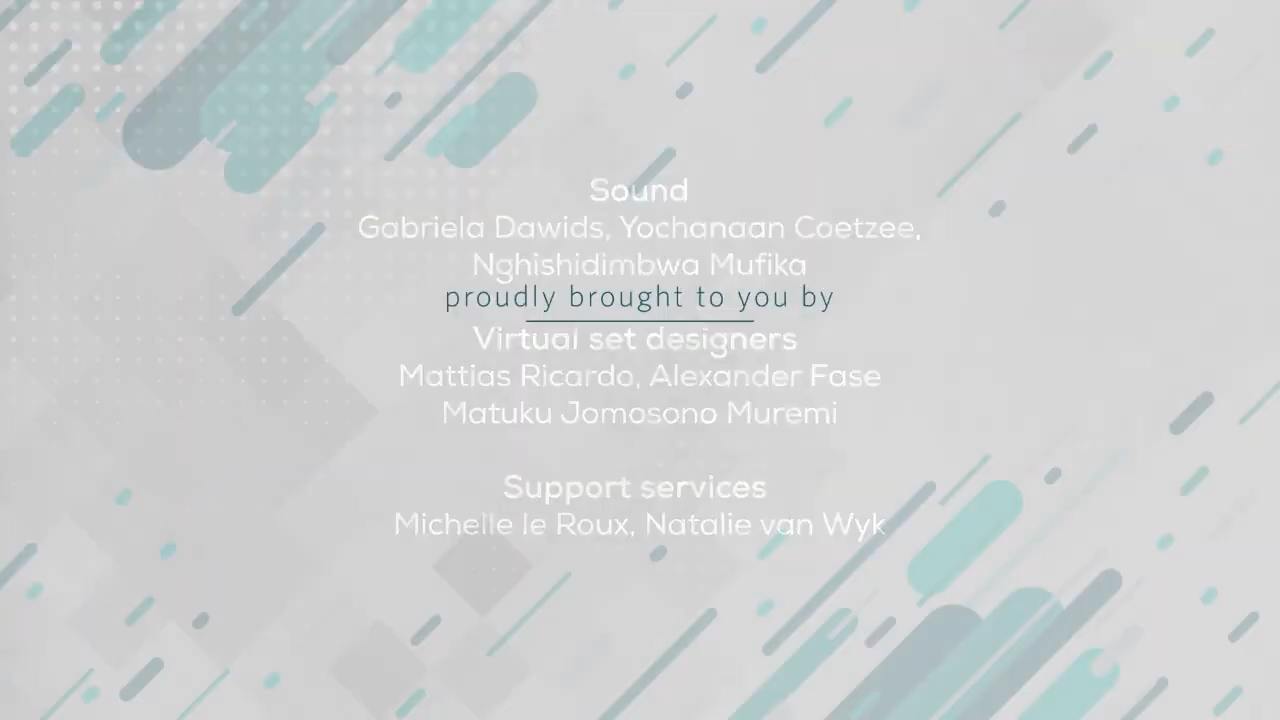 Sound
Gabriela Dawids, Yochanaan Coetzee,
Nghishidimbwa Mufika
proudly brought to you by
Virtual set designers
Mattias Ricardo, Alexander Fase
Matuku Jomosono Muremi
Support services
Michelle le Roux, Natalie van Wyk